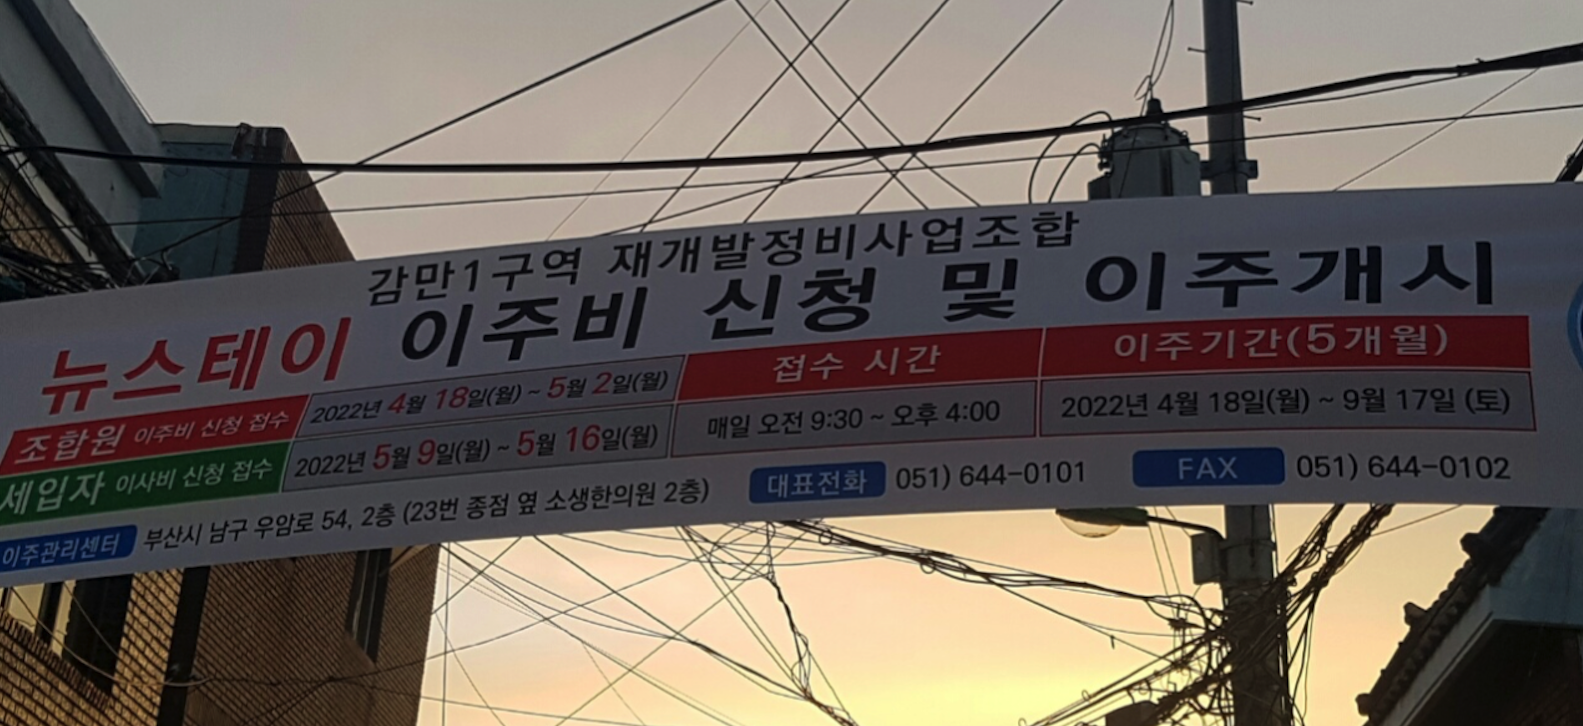 감만1구역 재개발정비사업조합
뉴스테이 이주비 신청 및 이주개시
조합원 이주비 신청 접수 2022년 4월 18일(월) ~ 5월 2일(월)
세입자 이사비 신청 접수 2022년 5월 9일(월) ~ 5월 16일(월)
접수 시간
매일 오전 9:30 ~ 오후 4:00
이주기간(5개월)
2022년 4월 18일(월) ~ 9월 17일 (토)
이주관리센터 부산시 남구 우암로 54, 2층 (23번 종점 옆 소생한의원 2층) 대표전화 051) 644-0101 FAX 051) 644-0102